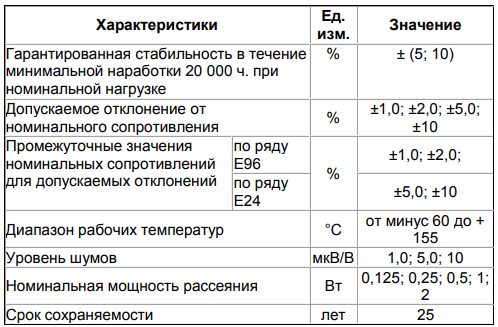 Характеристики
Ед.
изм.
Значение
Гарантированная стабильность в течение
минимальной наработки 20 000 ч. при
номинальной нагрузке
%
± (5; 10)
Допускаемое отклонение от
номинального сопротивления
%
±1,0; ±2,0; ±5,0;
±10
Промежуточные значения
номинальных сопротивлений
для допускаемых отклонений
по ряду
E96
%
±1,0; ±2,0;
по ряду
E24
±5,0; ±10
Диапазон рабочих температур
°C
от минус 60 до +
155
Уровень шумов
мкВ/В
1,0; 5,0; 10
Номинальная мощность рассеяния
Вт
0,125; 0,25; 0,5; 1;
2
Срок сохраняемости
лет
25